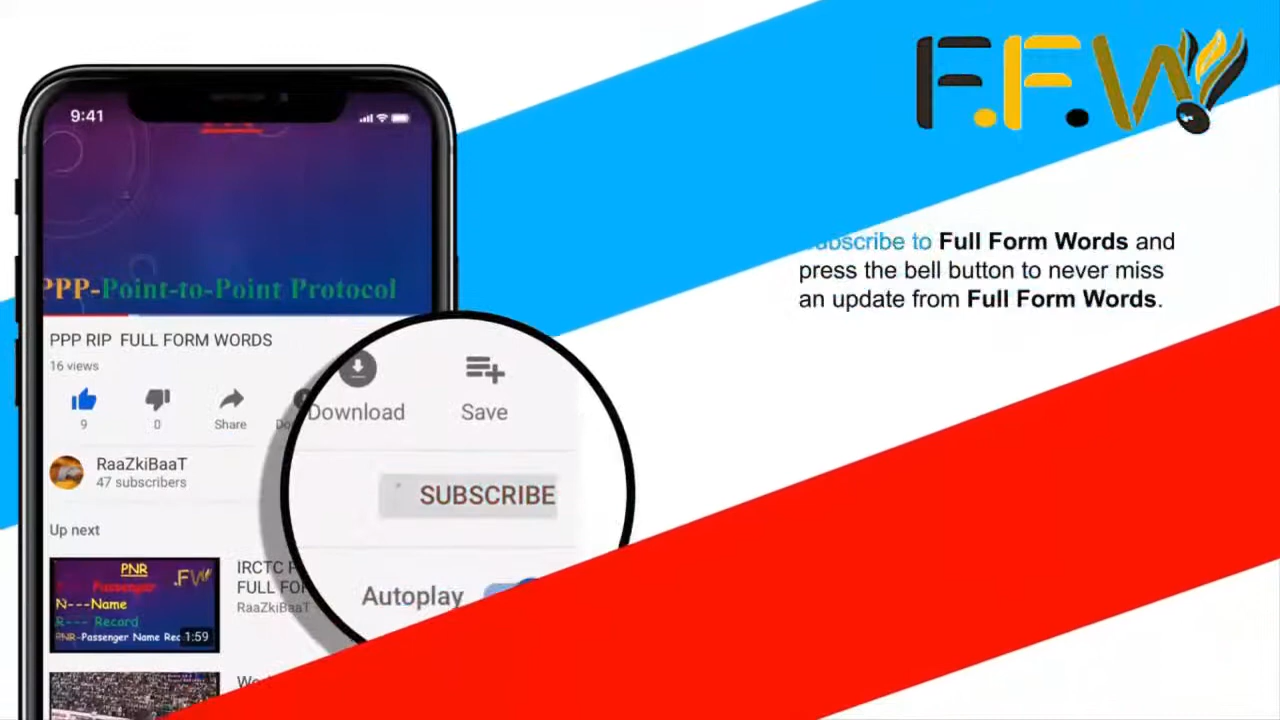 F.F.W
Subscribe to Full Form Words and
press the bell button to never miss
an update from Full Form Words.
9:41
PPP-Point-to-Point Protocol
PPP RIP FULL FORM WORDS
16 views
9
0
Share
Download
Save
RaaZkiBaaT
47 subscribers
SUBSCRIBE
Up next
Autoplay
PNR
.FW
Passenger
N---Name
R--- Record
PNR-Passenger Name Rec
1:59
IRCTC
FULL FO
RaaZkiBaaT